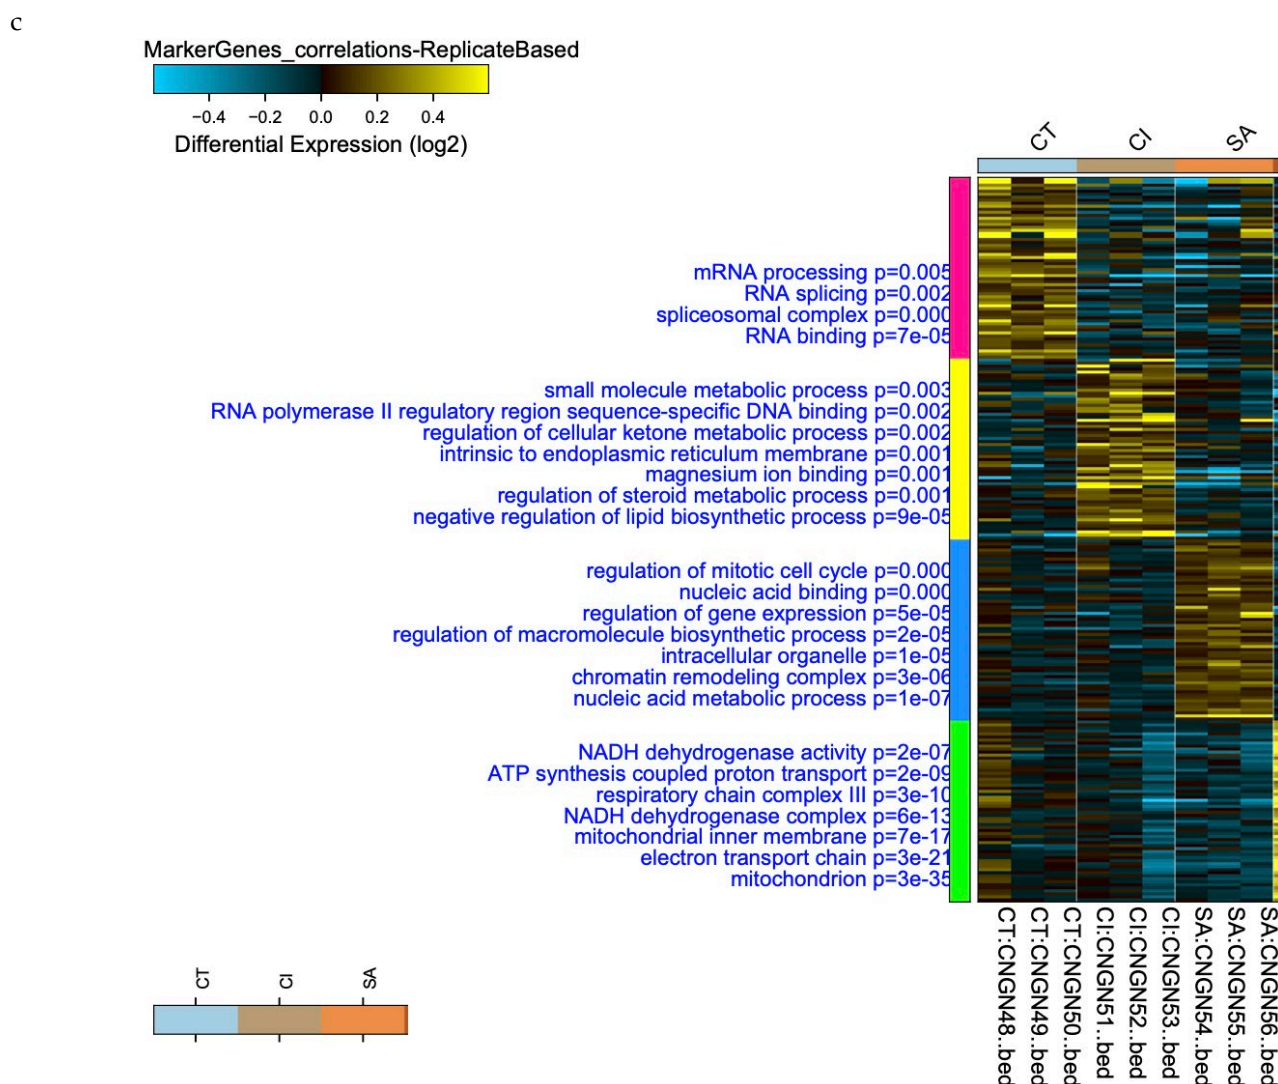 c
MarkerGenes_correlations-ReplicateBased
−0.4 −0.2 0.0 0.2 0.4
Differential Expression (log2)
CT CI SA
mRNA processing p=0.005
RNA splicing p=0.002
spliceosomal complex p=0.000
RNA binding p=7e-05
small molecule metabolic process p=0.003
RNA polymerase II regulatory region sequence-specific DNA binding p=0.002
regulation of cellular ketone metabolic process p=0.002
intrinsic to endoplasmic reticulum membrane p=0.001
magnesium ion binding p=0.001
regulation of steroid metabolic process p=0.001
negative regulation of lipid biosynthetic process p=9e-05
regulation of mitotic cell cycle p=0.000
nucleic acid binding p=0.000
regulation of gene expression p=5e-05
regulation of macromolecule biosynthetic process p=2e-05
intracellular organelle p=1e-05
chromatin remodeling complex p=3e-06
nucleic acid metabolic process p=1e-07
NADH dehydrogenase activity p=2e-07
ATP synthesis coupled proton transport p=2e-09
respiratory chain complex III p=3e-10
NADH dehydrogenase complex p=6e-13
mitochondrial inner membrane p=7e-17
electron transport chain p=3e-21
mitochondrion p=3e-35
CT:CNGN48..bed
CT:CNGN49..bed
CT:CNGN50..bed
CI:CNGN51..bed
CI:CNGN52..bed
CI:CNGN53..bed
SA:CNGN54..bed
SA:CNGN55..bed
SA:CNGN56..bed
CT CI SA